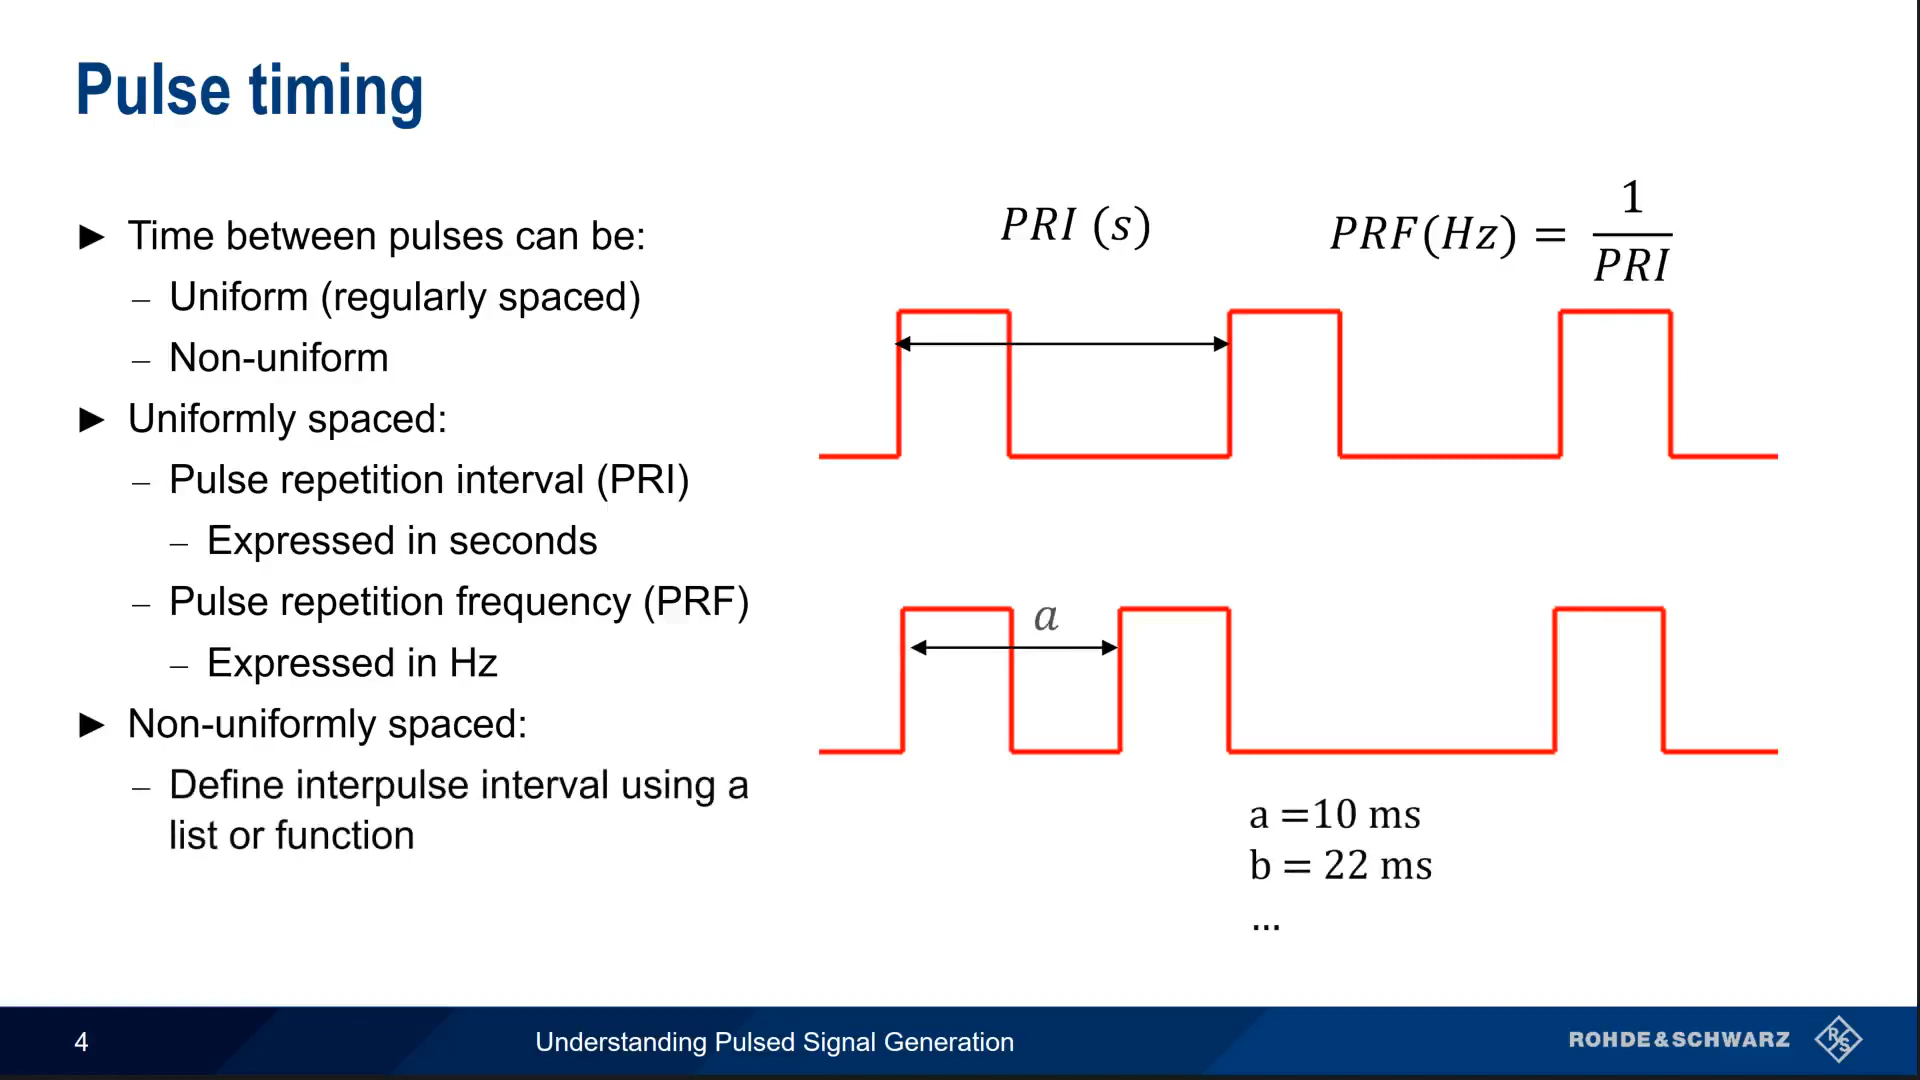 Pulse timing
► Time between pulses can be:
– Uniform (regularly spaced)
– Non-uniform
► Uniformly spaced:
– Pulse repetition interval (PRI)
– Expressed in seconds
– Pulse repetition frequency (PRF)
– Expressed in Hz
► Non-uniformly spaced:
– Define interpulse interval using a
list or function
PRI (s)
PRF(Hz) = 1/PRI
a
a =10 ms
b = 22 ms
...
4
Understanding Pulsed Signal Generation
ROHDE&SCHWARZ
R S